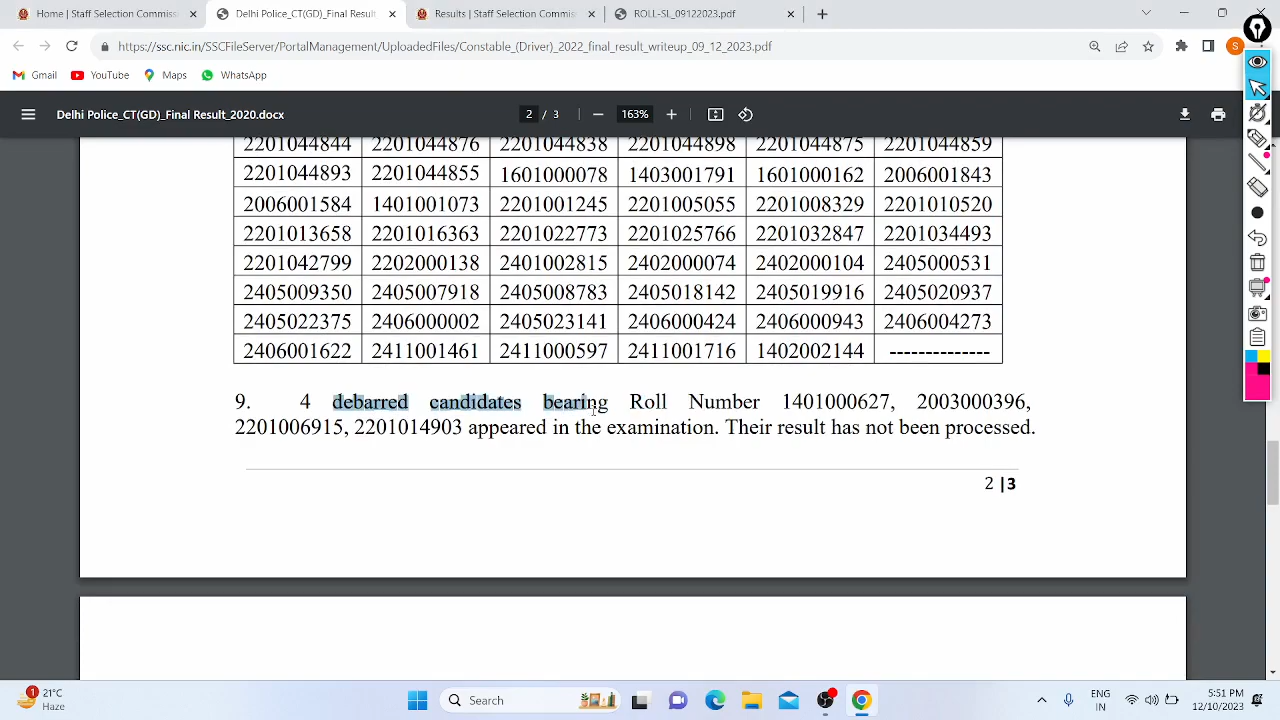 Home | Staff Selection Commiss
Delhi Police_CT(GD)_Final Result_
Results | Staff Selection Commis
ROLL-SL_09122023.pdf
https://ssc.nic.in/SSCFileServer/PortalManagement/UploadedFiles/Contable_(Driver)_2022_final_result_writeup_09_12_2023.pdf
S
Gmail YouTube Maps WhatsApp
Delhi Police_CT(GD)_Final Result_2020.docx 2 / 3 163%
2201044844 2201044876 2201044838 2201044898 2201044875 2201044859
2201044893 2201044855 1601000078 1403001791 1601000162 2006001843
2006001584 1401001073 2201001245 2201005055 2201008329 2201010520
2201013658 2201016363 2201022773 2201025766 2201032847 2201034493
2201042799 2202000138 2401002815 2402000074 2402000104 2405000531
2405009350 2405007918 2405008783 2405018142 2405019916 2405020937
2405022375 2406000002 2405023141 2406000424 2406000943 2406004273
2406001622 2411001461 2411000597 2411001716 1402002144 --------------
9. 4 debarred candidates bearing Roll Number 1401000627, 2003000396,
2201006915, 2201014903 appeared in the examination. Their result has not been processed.
2 |3
1
21°C
Haze
Search
ENG
IN
5:51 PM
12/10/2023